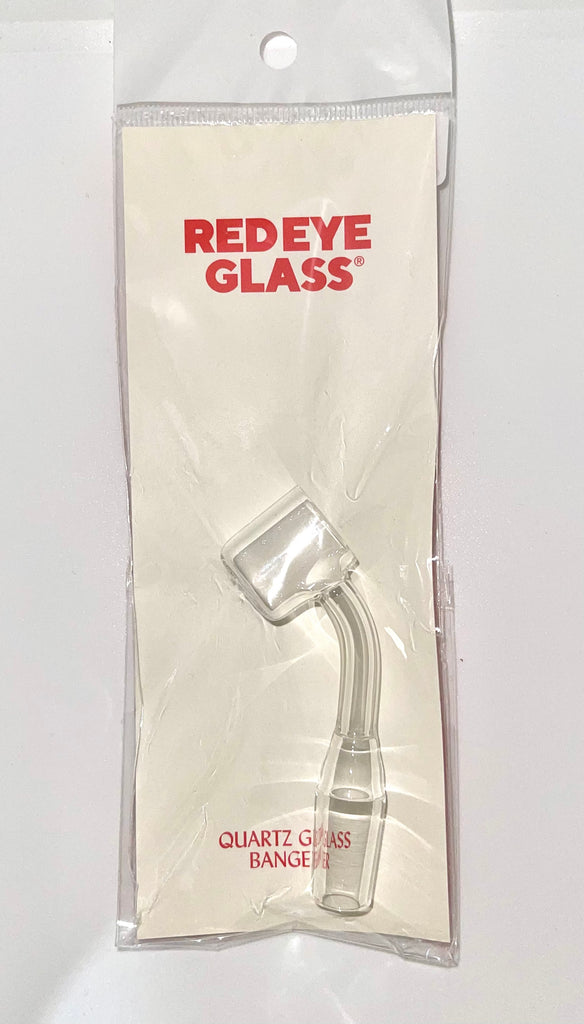 RED EYE
GLASS®
QUARTZ GLASS
BANGER